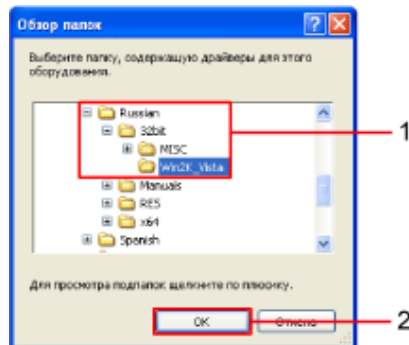 Обзор папок
Выберите папку, содержащую драйверы для этого
оборудования.
Russian
32bit
1
MISC
Win2K_Vista
Manuals
RES
x64
Spanish
Для просмотра подпапок щелкните по плюсику.
OK
Отмена
2